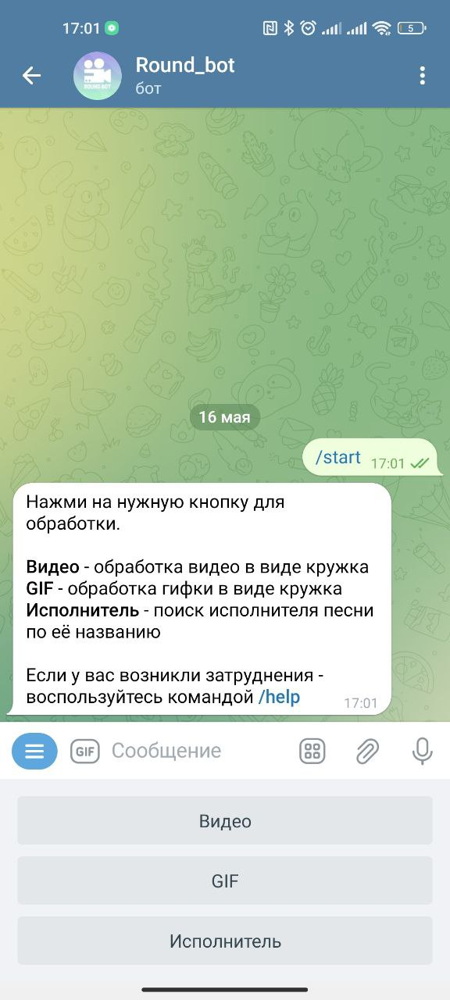 17:01
5
Round_bot
ROUND BOT
бот
16 мая
/start 17:01
Нажми на нужную кнопку для
обработки.
Видео - обработка видео в виде кружка
GIF - обработка гифки в виде кружка
Исполнитель - поиск исполнителя песни
по её названию
Если у вас возникли затруднения -
воспользуйтесь командой /help 17:01
GIF Сообщение
Видео
GIF
Исполнитель